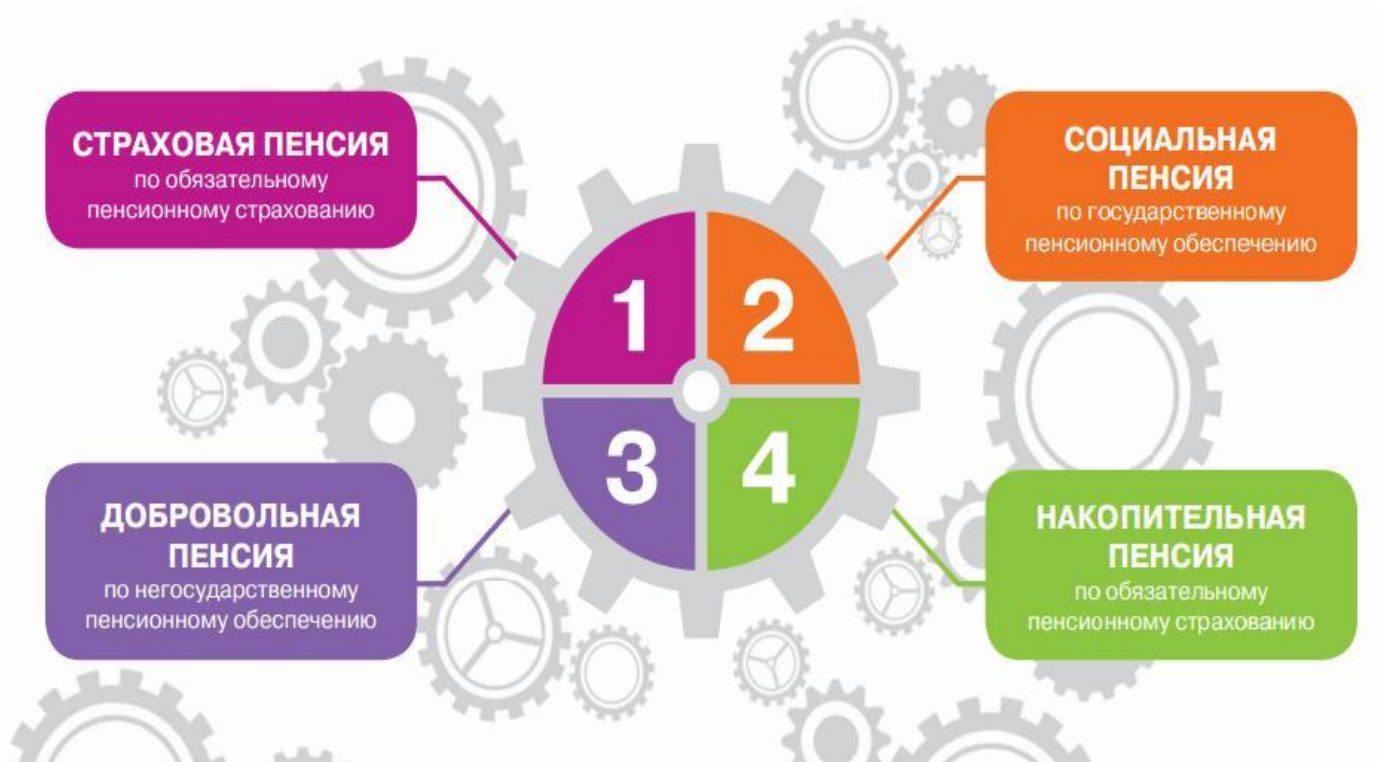 СТРАХОВАЯ ПЕНСИЯ
по обязательному
пенсионному страхованию
СОЦИАЛЬНАЯ
ПЕНСИЯ
по государственному
пенсионному обеспечению
1
2
3
4
ДОБРОВОЛЬНАЯ
ПЕНСИЯ
по негосударственному
пенсионному обеспечению
НАКОПИТЕЛЬНАЯ
ПЕНСИЯ
по обязательному
пенсионному страхованию